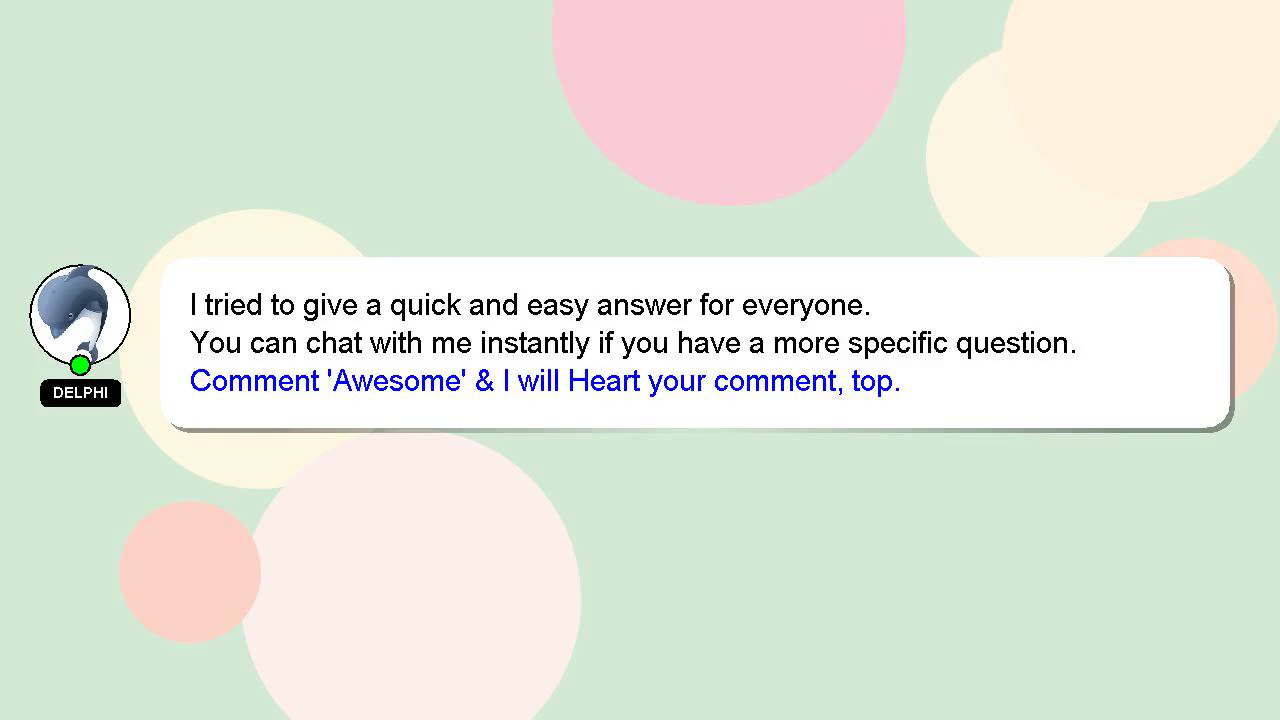 I tried to give a quick and easy answer for everyone.
You can chat with me instantly if you have a more specific question.
Comment 'Awesome' & I will Heart your comment, top.
DELPHI